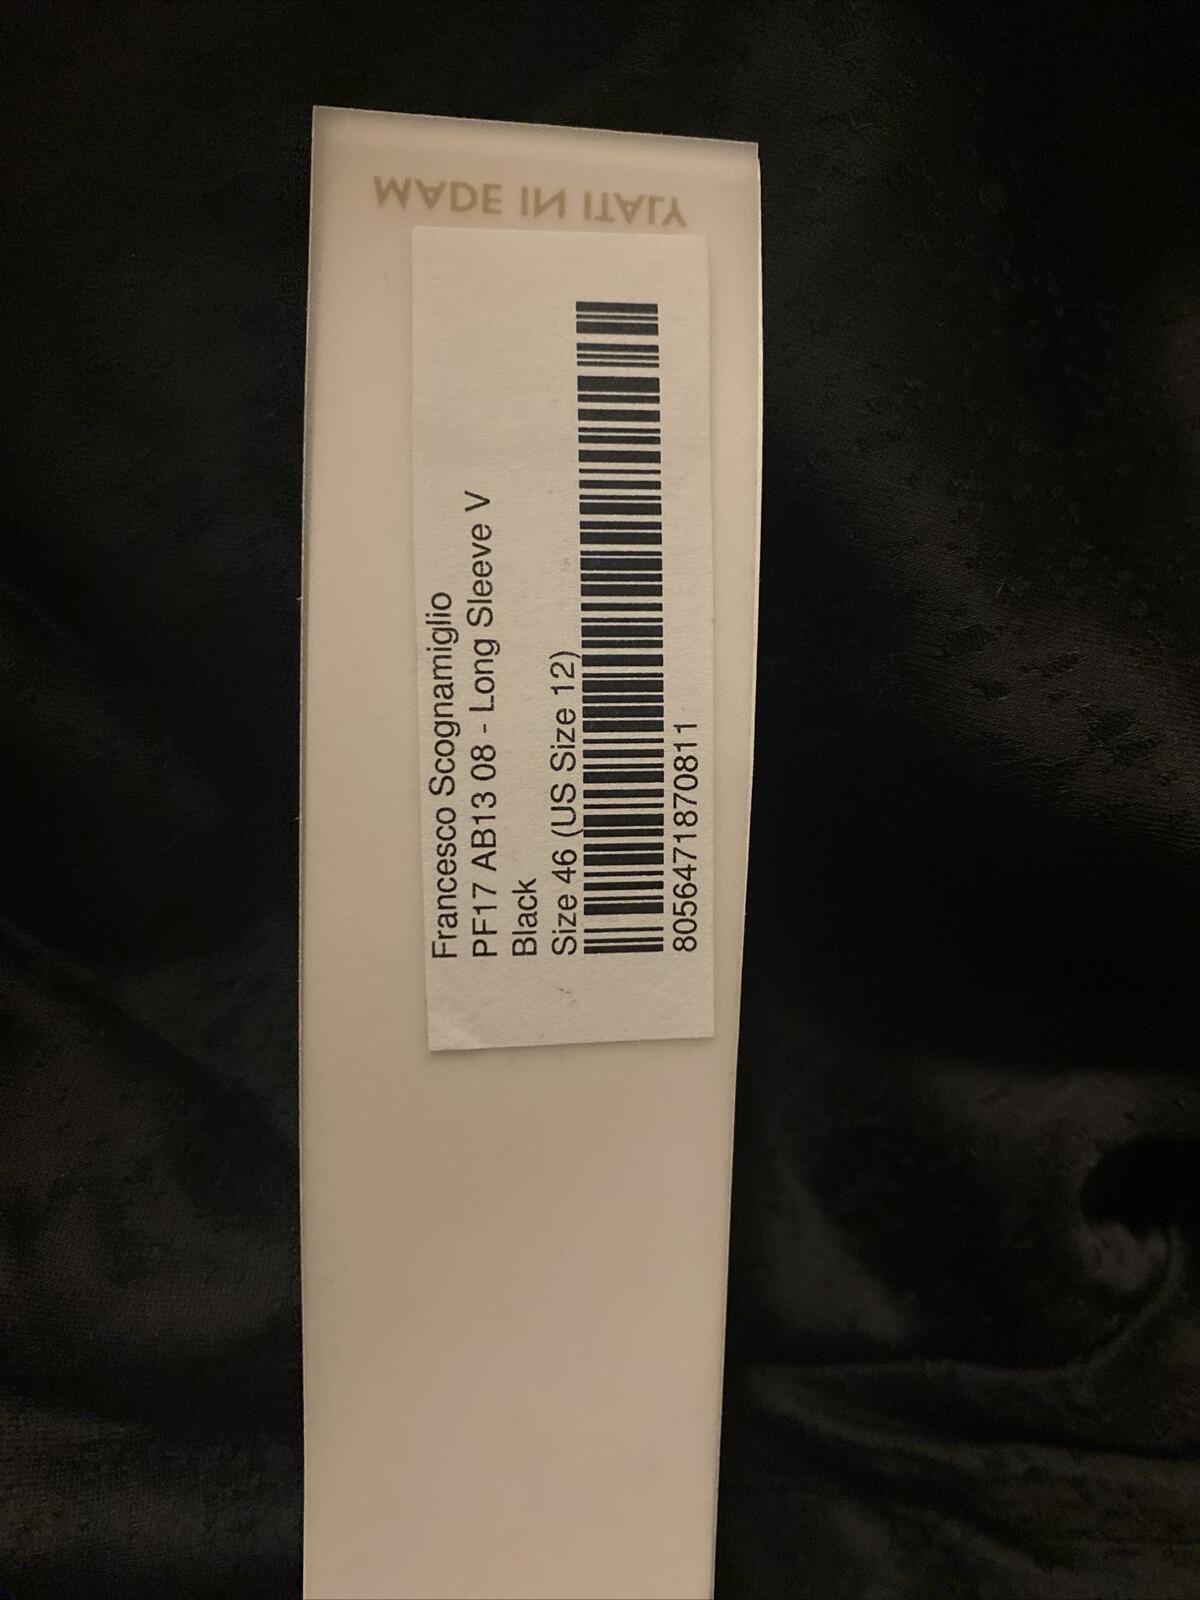 MADE IN ITALY
Francesco Scognamiglio
PF17 AB13 08 - Long Sleeve V
Black
Size 46 (US Size 12)
8056471870811